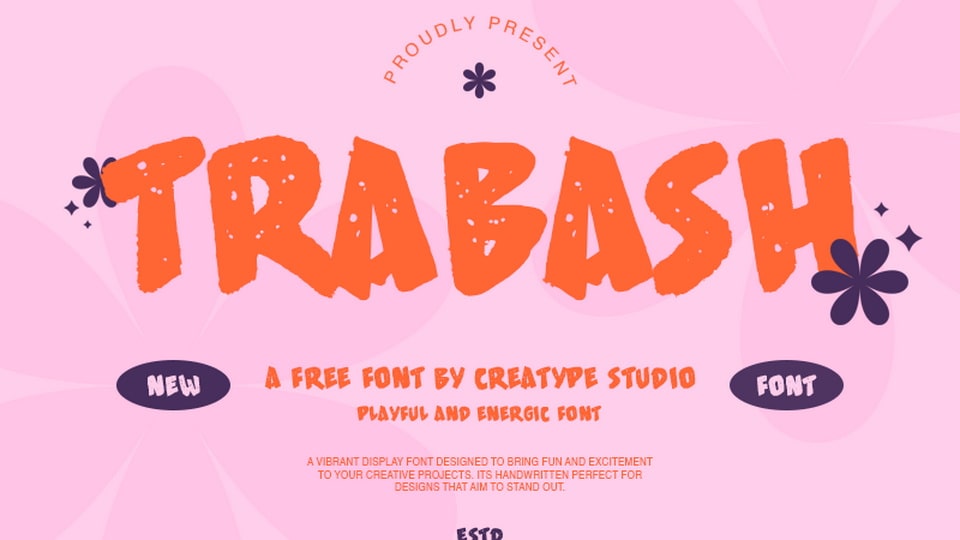 PROUDLY PRESENT
TRABASH
NEW
A FREE FONT BY CREATYPE STUDIO
FONT
PLAYFUL AND ENERGIC FONT
A VIBRANT DISPLAY FONT DESIGNED TO BRING FUN AND EXCITEMENT
TO YOUR CREATIVE PROJECTS. ITS HANDWRITTEN PERFECT FOR
DESIGNS THAT AIM TO STAND OUT.
ESTD